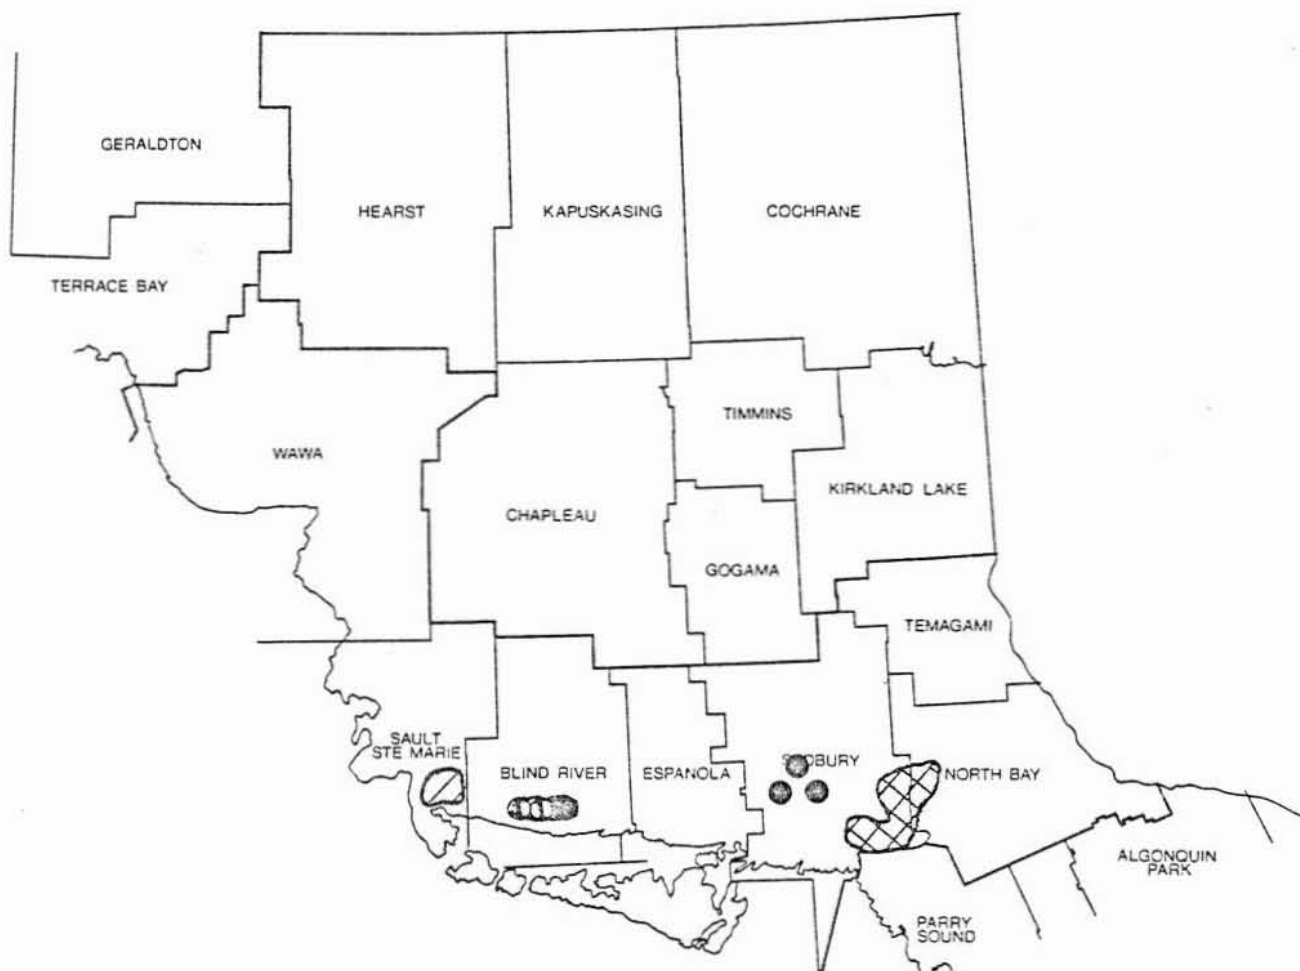 GERALDTON
HEARST
KAPUSKASING
COCHRANE
TERRACE BAY
TIMMINS
WAWA
KIRKLAND LAKE
CHAPLEAU
GOGAMA
TEMAGAMI
SAULT
STE MARIE
BLIND RIVER
ESPANOLA
SUDBURY
NORTH BAY
ALGONQUIN
PARK
PARRY
SOUND